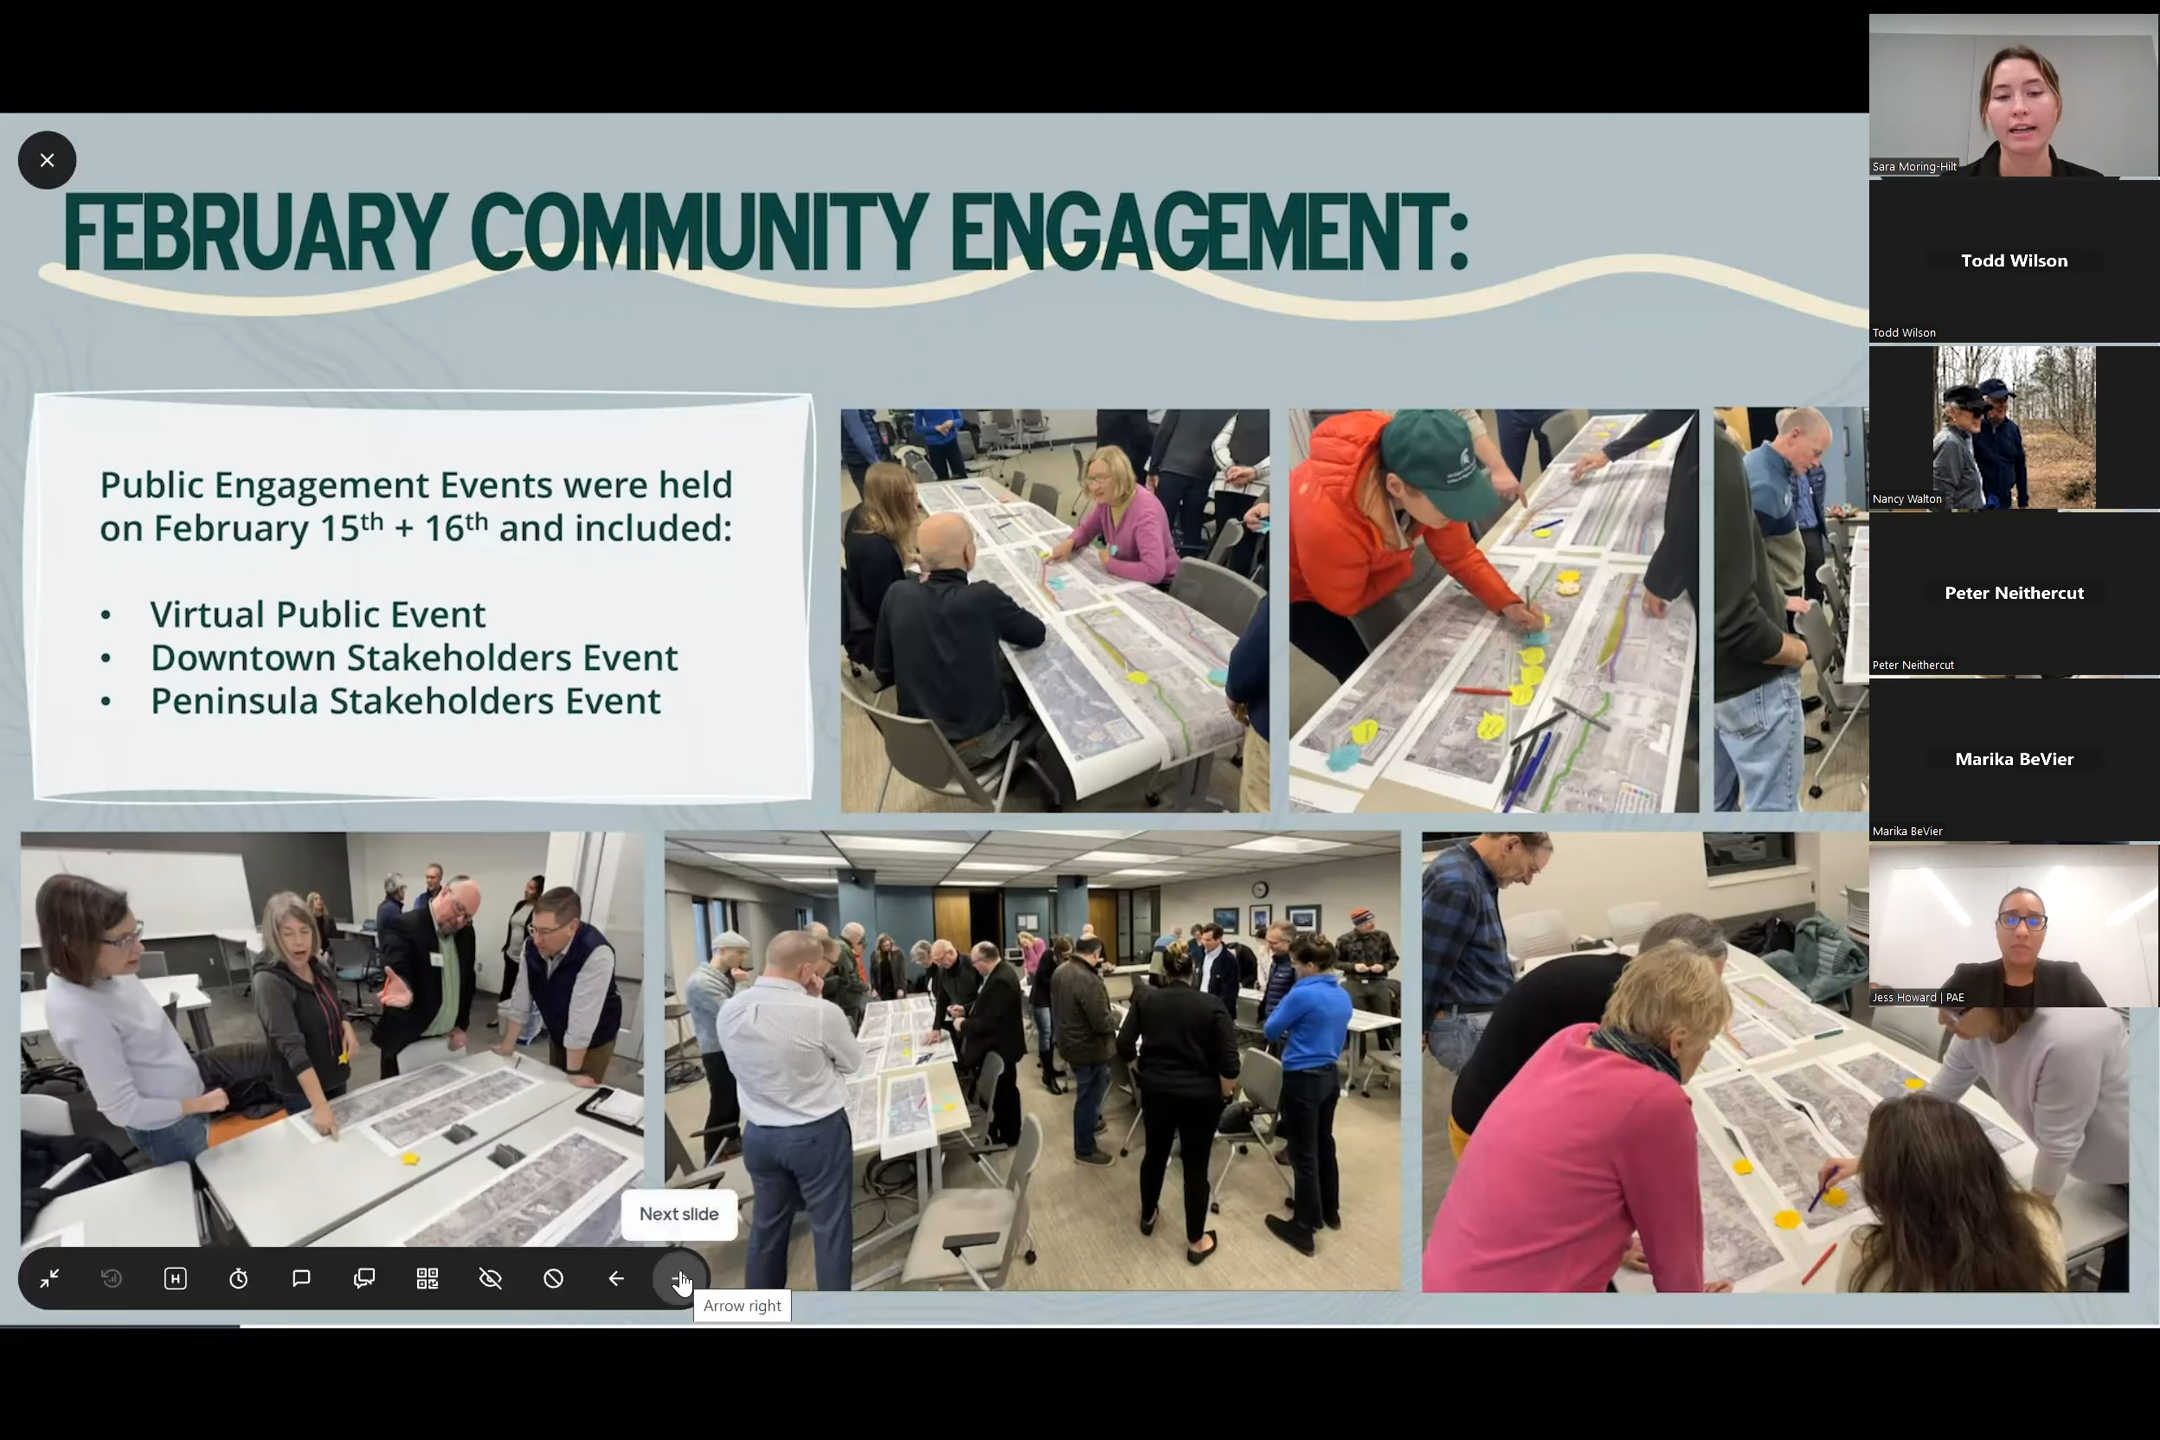 FEBRUARY COMMUNITY ENGAGEMENT:
Public Engagement Events were held
on February 15th + 16th and included:
• Virtual Public Event
• Downtown Stakeholders Event
• Peninsula Stakeholders Event
Next slide
Arrow right
H
Sara Moring-Hilt
Todd Wilson
Todd Wilson
Nancy Walton
Peter Neithercut
Peter Neithercut
Marika BeVier
Marika BeVier
Jess Howard | PAE